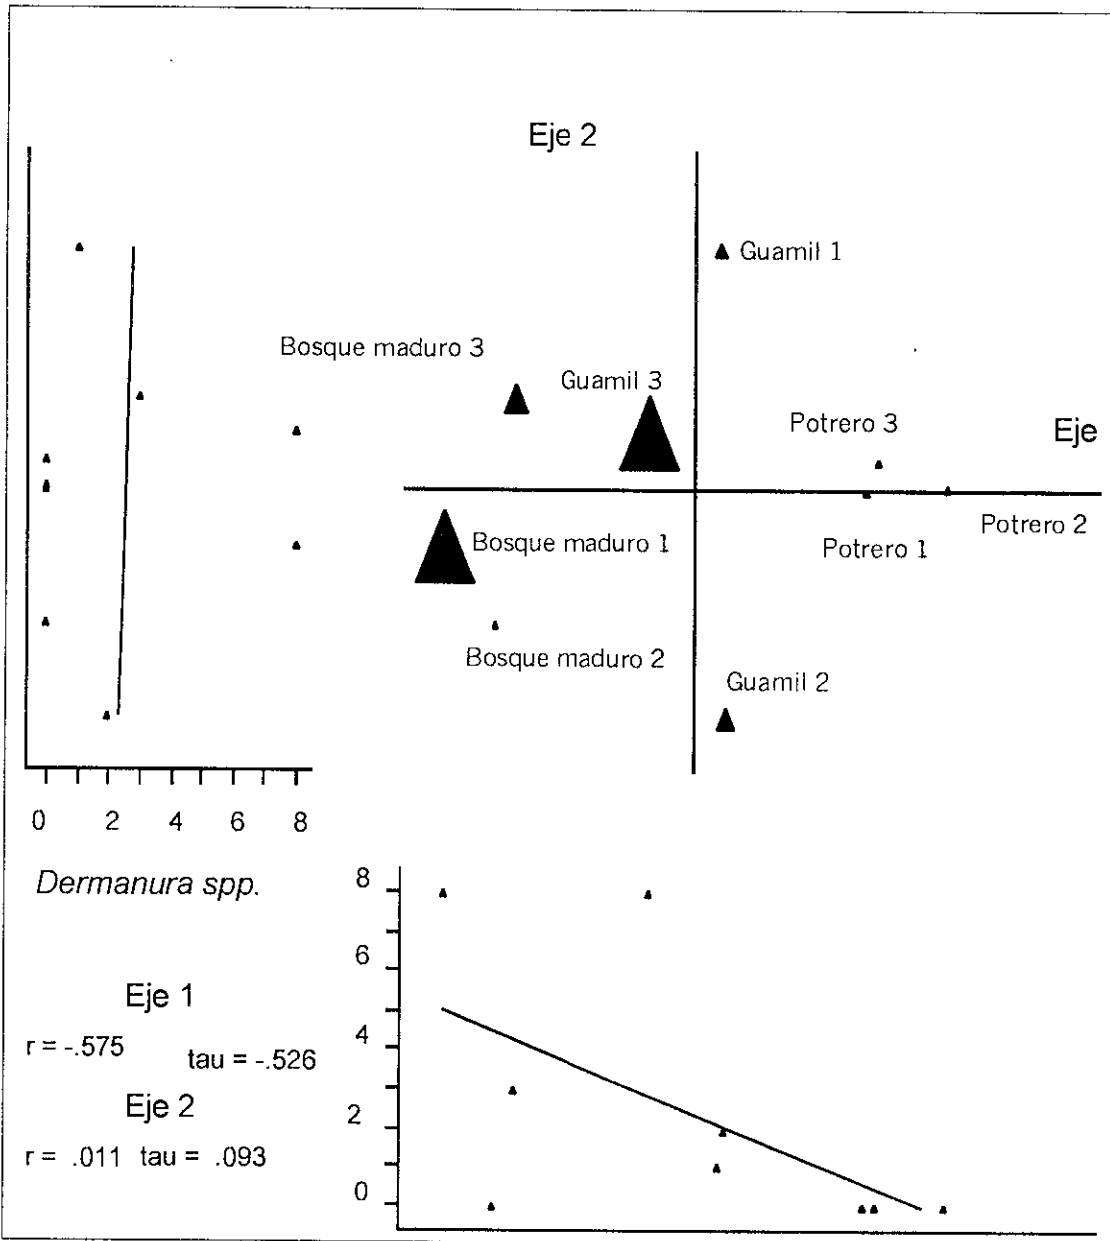 Eje 2
Guamil 1
Bosque maduro 3
Guamil 3
Potrero 3
Eje
Potrero 2
Bosque maduro 1
Potrero 1
Bosque maduro 2
Guamil 2
0 2 4 6 8
Dermanura spp.
8
6
4
2
0
Eje 1
r = -.575 tau = -.526
Eje 2
r = .011 tau = .093